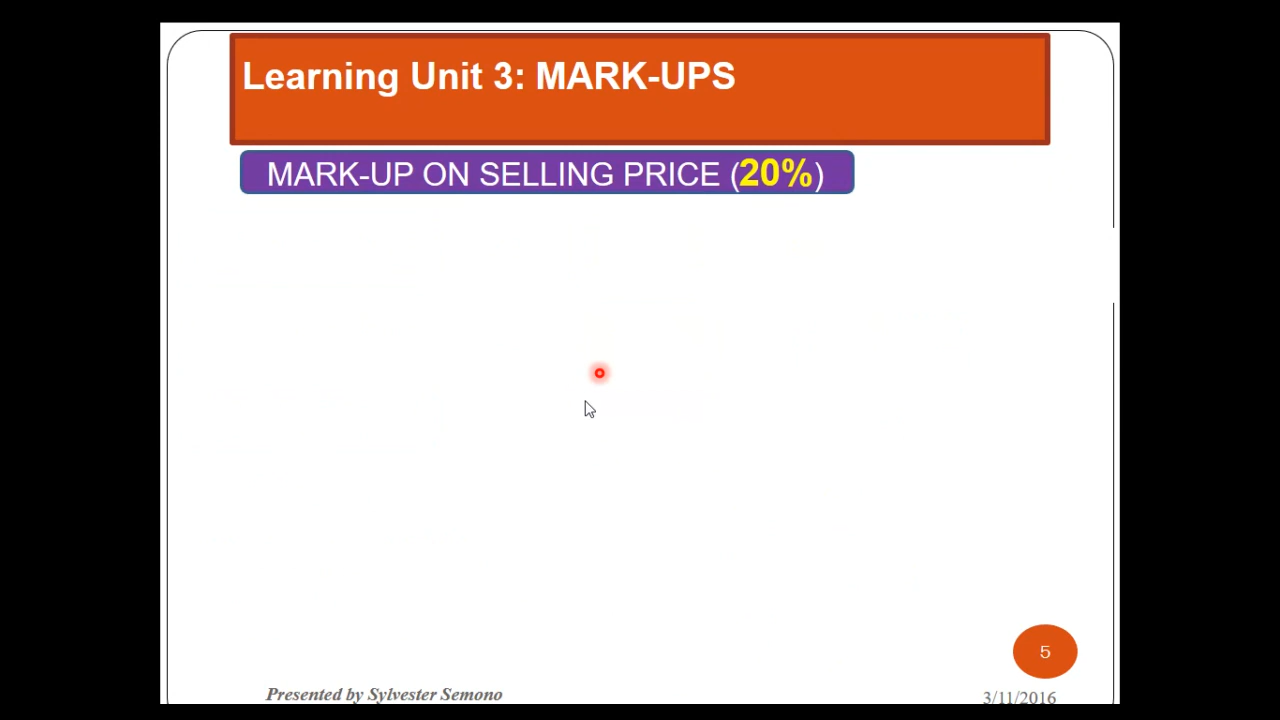 Learning Unit 3: MARK-UPS
MARK-UP ON SELLING PRICE (20%)
5
Presented by Sylvester Semono
3/11/2016